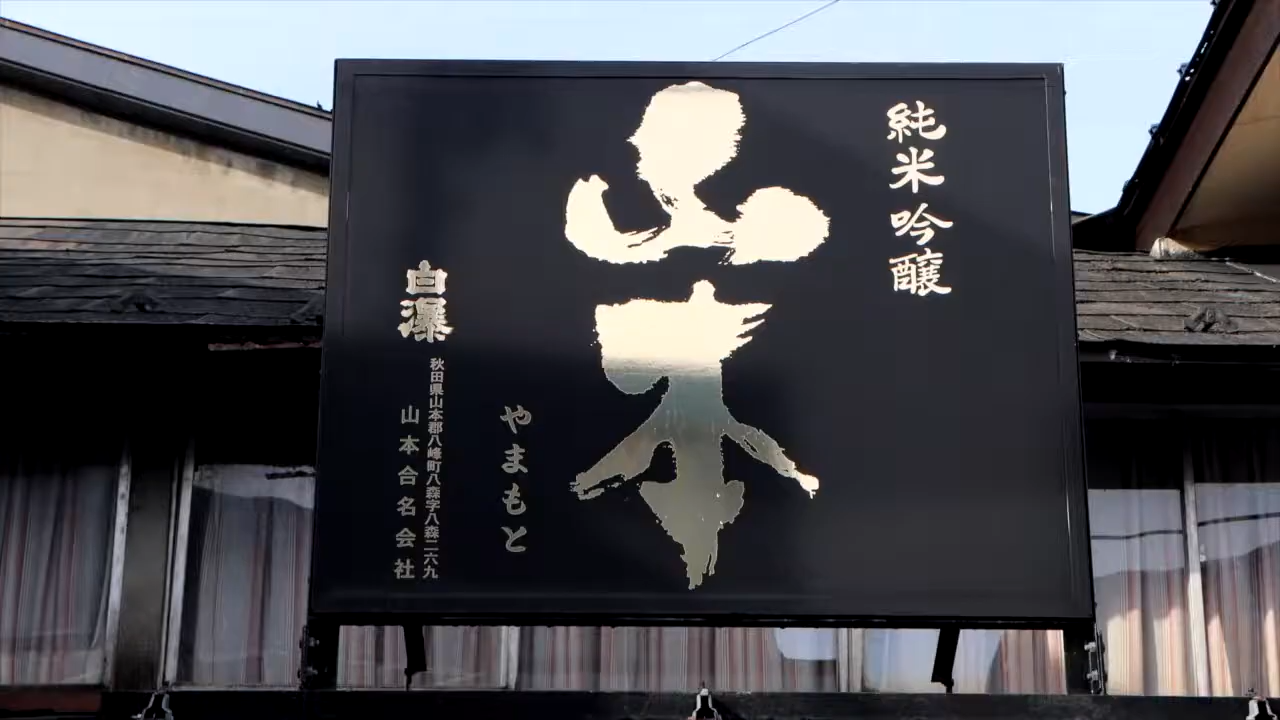 純米吟醸
山本
やまもと
白瀑
秋田県山本郡八峰町八森字八森二六九
山本合名会社